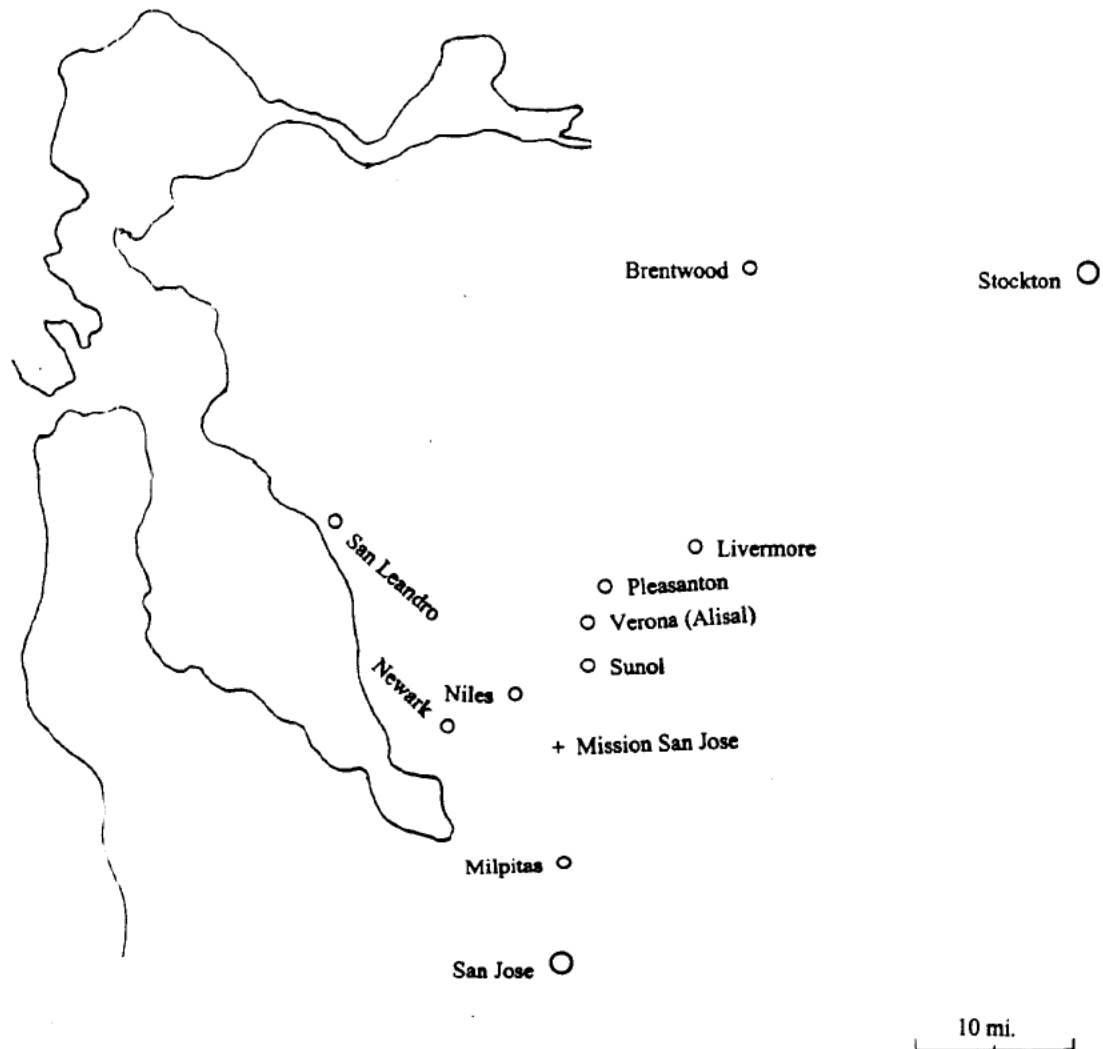 Brentwood
Stockton
San Leandro
Livermore
Pleasanton
Verona (Alisal)
Sunol
Newark
Niles
+ Mission San Jose
Milpitas
San Jose
10 mi.